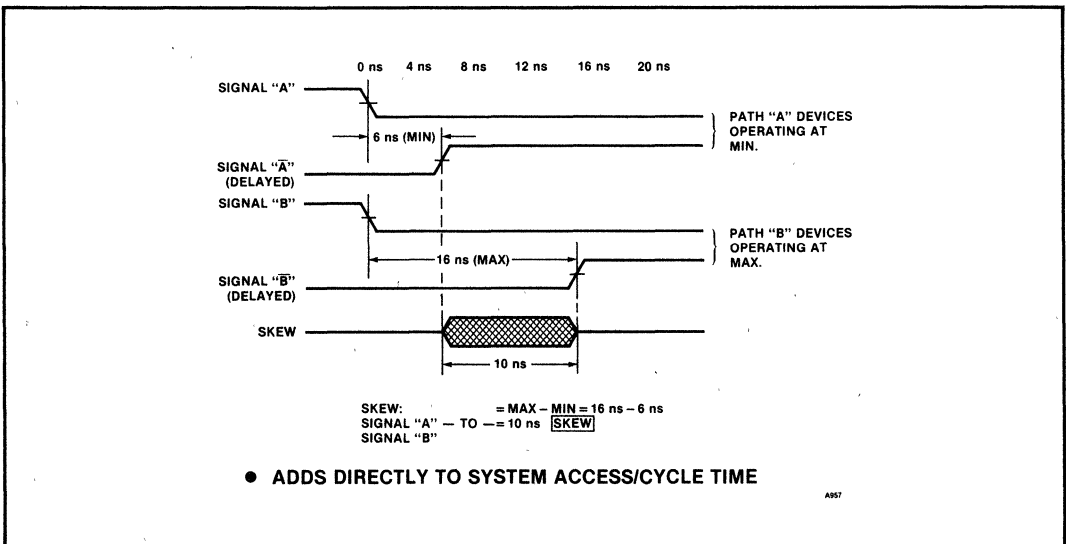 0 ns 4 ns 8 ns 12 ns 16 ns 20 ns
SIGNAL “A”
PATH “A” DEVICES
OPERATING AT
MIN.
6 ns (MIN)
SIGNAL “A̅”
(DELAYED)
SIGNAL “B”
PATH “B” DEVICES
OPERATING AT
MAX.
16 ns (MAX)
SIGNAL “B̅”
(DELAYED)
SKEW
10 ns
SKEW: = MAX – MIN = 16 ns – 6 ns
SIGNAL “A” — TO —= 10 ns SKEW
SIGNAL “B”
● ADDS DIRECTLY TO SYSTEM ACCESS/CYCLE TIME
A957